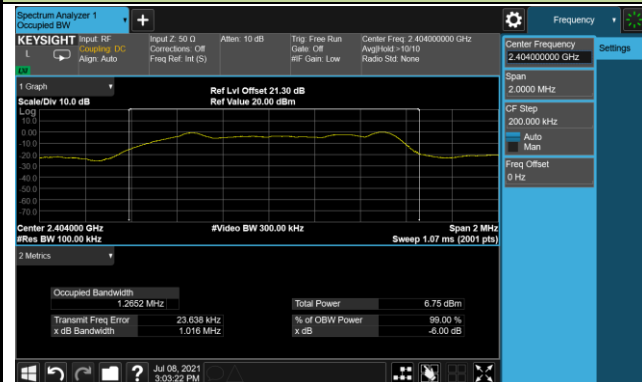 Spectrum Analyzer 1
Occupied BW
+
Frequency
KEYSIGHT
L
Input: RF
Coupling: DC
Align: Auto
Input Z: 50 Ω
Corrections: Off
Freq Ref: Int (S)
Atten: 10 dB
Trig: Free Run
Gate: Off
#IF Gain: Low
Center Freq: 2.404000000 GHz
Avg|Hold:>10/10
Radio Std: None
Center Frequency
2.404000000 GHz
Settings
Span
2.0000 MHz
CF Step
200.000 kHz
Auto
Man
Freq Offset
0 Hz
1 Graph
Scale/Div 10.0 dB
Ref Lvl Offset 21.30 dB
Ref Value 20.00 dBm
Log
10.0
0.00
-10.0
-20.0
-30.0
-40.0
-50.0
-60.0
-70.0
Center 2.404000 GHz
#Res BW 100.00 kHz
#Video BW 300.00 kHz
Span 2 MHz
Sweep 1.07 ms (2001 pts)
2 Metrics
Occupied Bandwidth
1.2652 MHz
Total Power 6.75 dBm
Transmit Freq Error 23.638 kHz
% of OBW Power 99.00 %
x dB Bandwidth 1.016 MHz
x dB -6.00 dB
?
Jul 08, 2021
3:03:22 PM